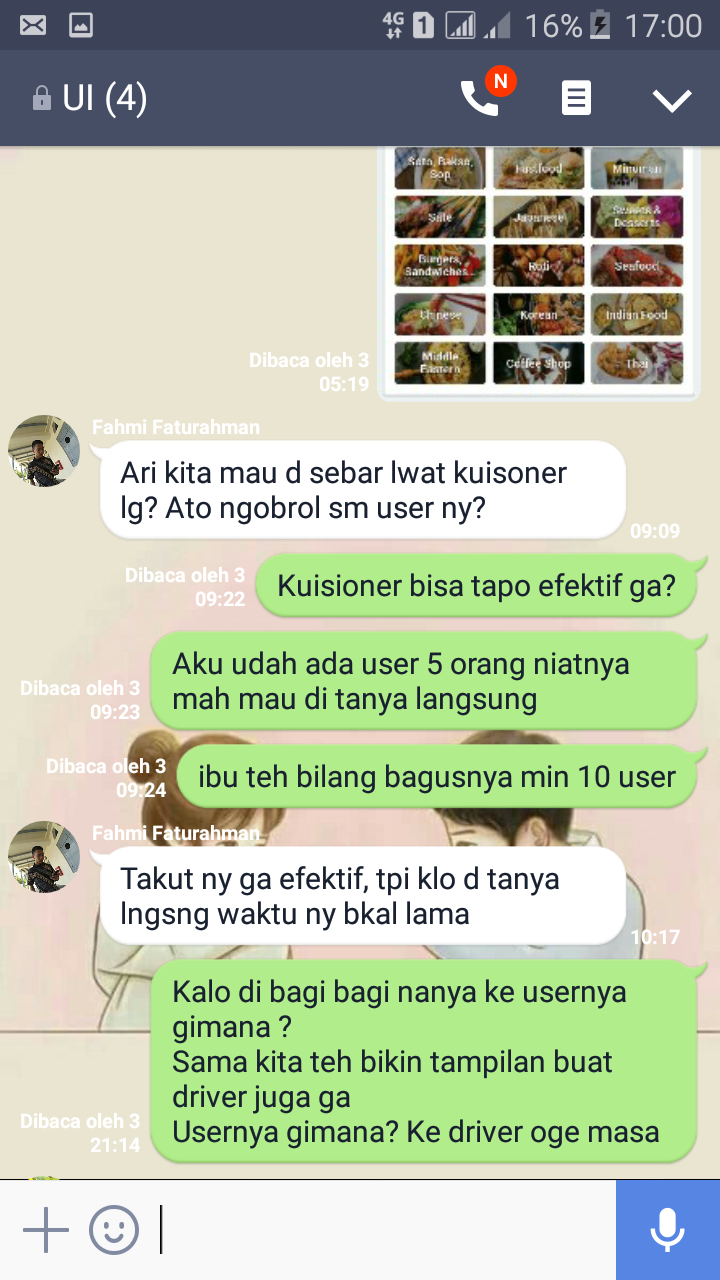 4G 1 16% 17:00
UI (4)
N
Soto, Bakso, Sop
Fastfood
Minuman
Sate
Japanese
Sweets & Desserts
Burgers, Sandwiches...
Roti
Seafood
Chinese
Korean
Indian Food
Middle Eastern
Coffee Shop
Thai
Dibaca oleh 3
05:19
Fahmi Faturahman
Ari kita mau d sebar lwat kuisoner
lg? Ato ngobrol sm user ny?
09:09
Dibaca oleh 3
09:22
Kuisioner bisa tapo efektif ga?
Aku udah ada user 5 orang niatnya
mah mau di tanya langsung
Dibaca oleh 3
09:23
Dibaca oleh 3
09:24
ibu teh bilang bagusnya min 10 user
Fahmi Faturahman
Takut ny ga efektif, tpi klo d tanya
lngsng waktu ny bkal lama
10:17
Kalo di bagi bagi nanya ke usernya
gimana ?
Sama kita teh bikin tampilan buat
driver juga ga
Usernya gimana? Ke driver oge masa
Dibaca oleh 3
21:14